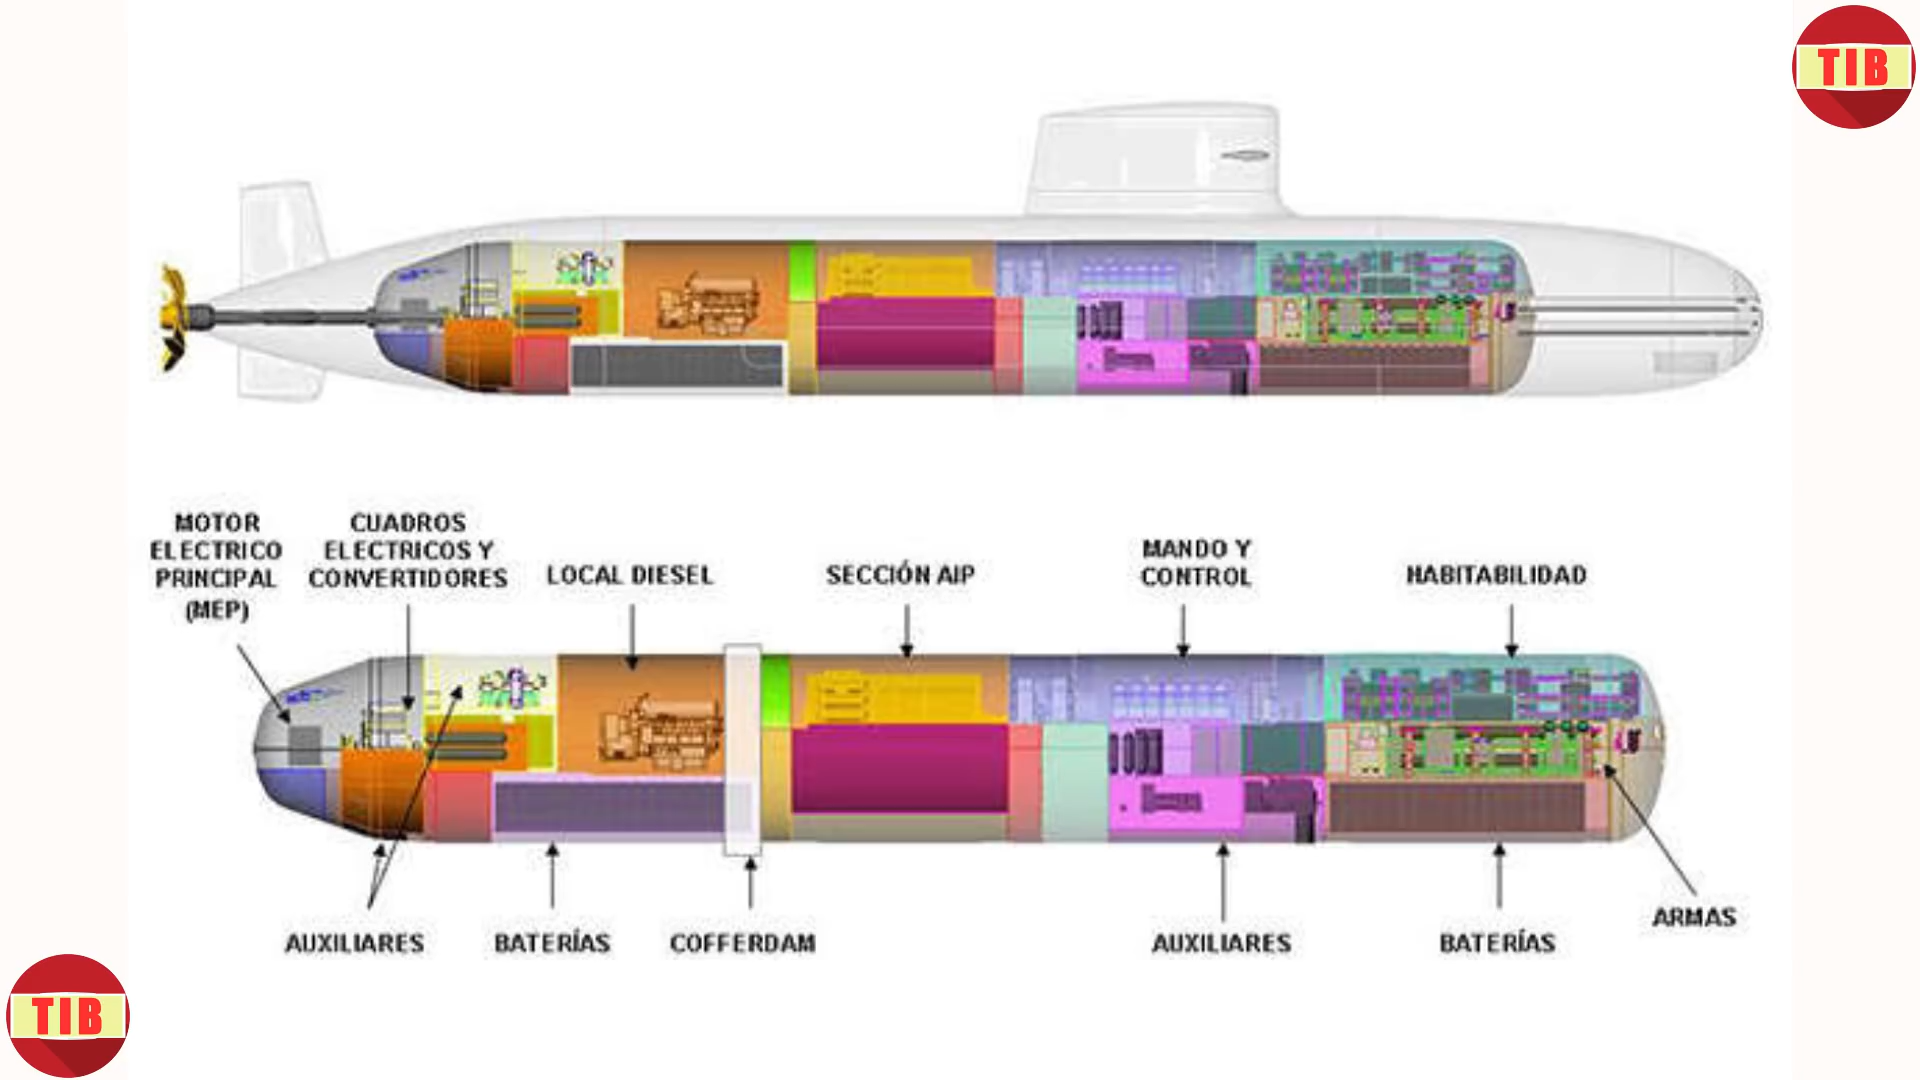 TIB
MOTOR
ELECTRICO
PRINCIPAL
(MEP)
CUADROS
ELECTRICOS Y
CONVERTIDORES
LOCAL DIESEL
SECCIÓN AIP
MANDO Y
CONTROL
HABITABILIDAD
AUXILIARES
BATERÍAS
COFFERDAM
AUXILIARES
BATERÍAS
ARMAS
TIB